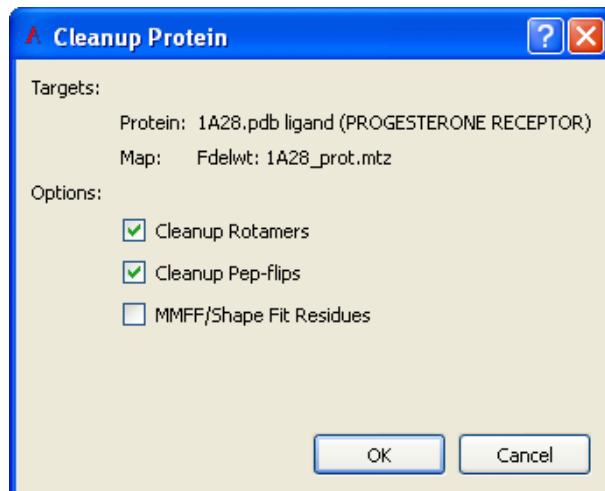 Cleanup Protein
?
Targets:
Protein: 1A28.pdb ligand (PROGESTERONE RECEPTOR)
Map: Fdelwt: 1A28_prot.mtz
Options:
Cleanup Rotamers
Cleanup Pep-flips
MMFF/Shape Fit Residues
OK Cancel